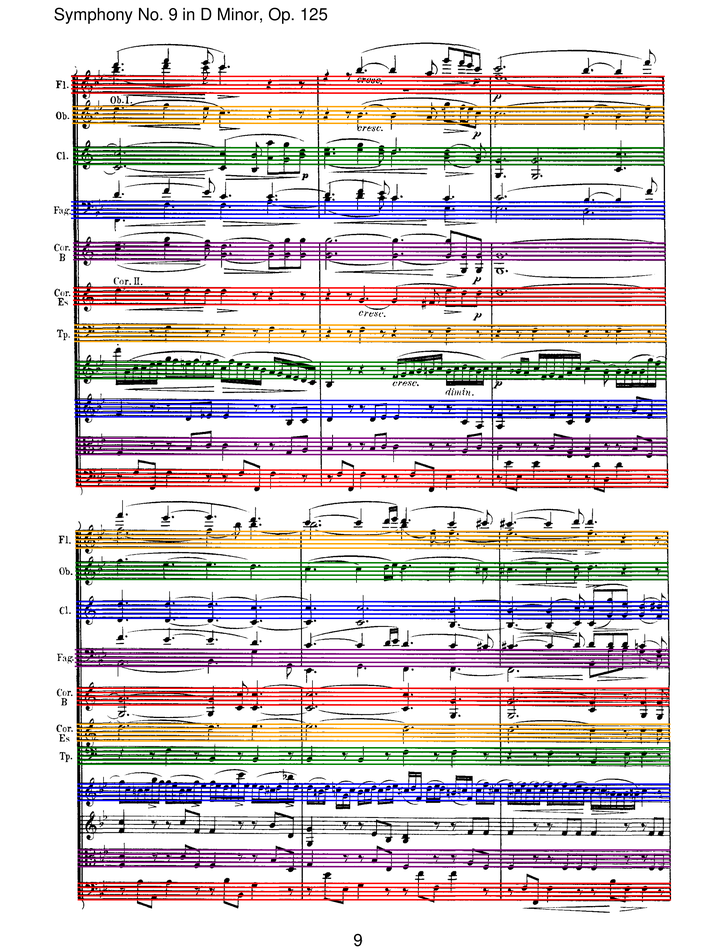 Symphony No. 9 in D Minor, Op. 125
Fl.
cresc.
p
Ob. I.
Ob.
cresc.
p
Cl.
p
Fag.
Cor.
B
p
Cor. II.
Cor.
Es
cresc.
p
Tp.
cresc.
dimin.
p
Fl.
Ob.
Cl.
Fag.
Cor.
B
Cor.
Es
Tp.
9